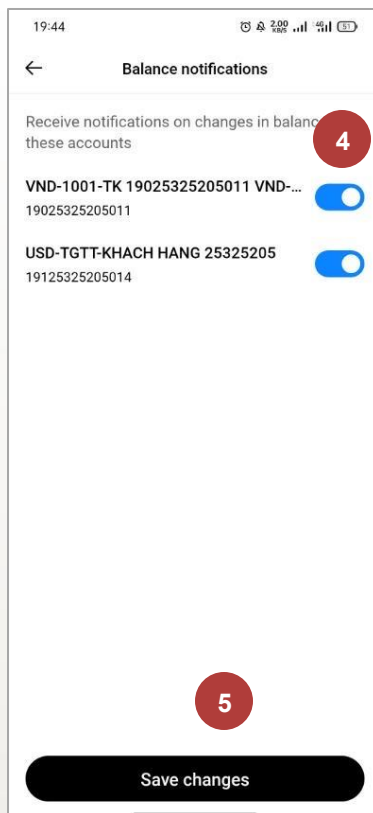 19:44
2.00 KB/S 4G 51
Balance notifications
Receive notifications on changes in balanc
these accounts
4
VND-1001-TK 19025325205011 VND-...
19025325205011
USD-TGTT-KHACH HANG 25325205
19125325205014
5
Save changes